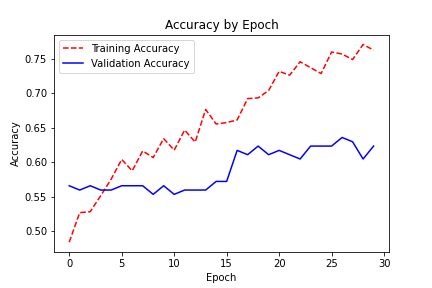 Accuracy by Epoch
Training Accuracy
Validation Accuracy
0.75
0.70
0.65
0.60
0.55
0.50
Accuracy
0 5 10 15 20 25 30
Epoch